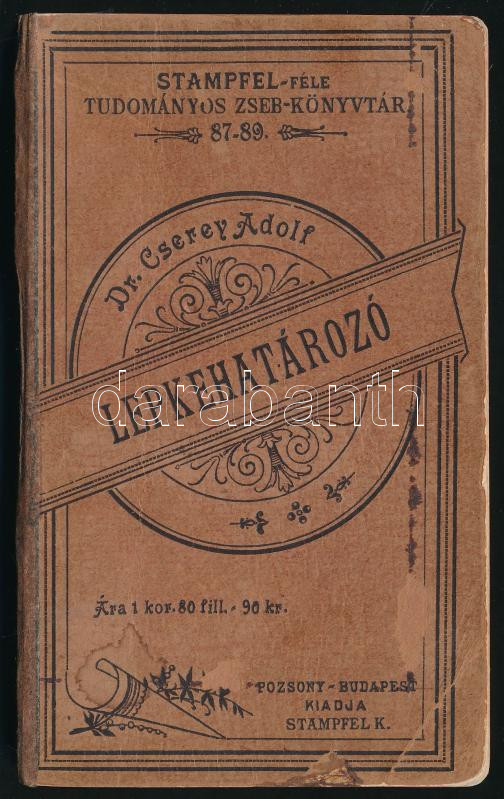 STAMPFEL-FÉLE
TUDOMÁNYOS ZSEB-KÖNYVTÁR
87-89.
Dr. Cserey Adolf
LEPKEHATÁROZÓ
darabanth
Ára 1 kor. 80 fill. - 90 kr.
POZSONY - BUDAPEST
KIADJA
STAMPFEL K.